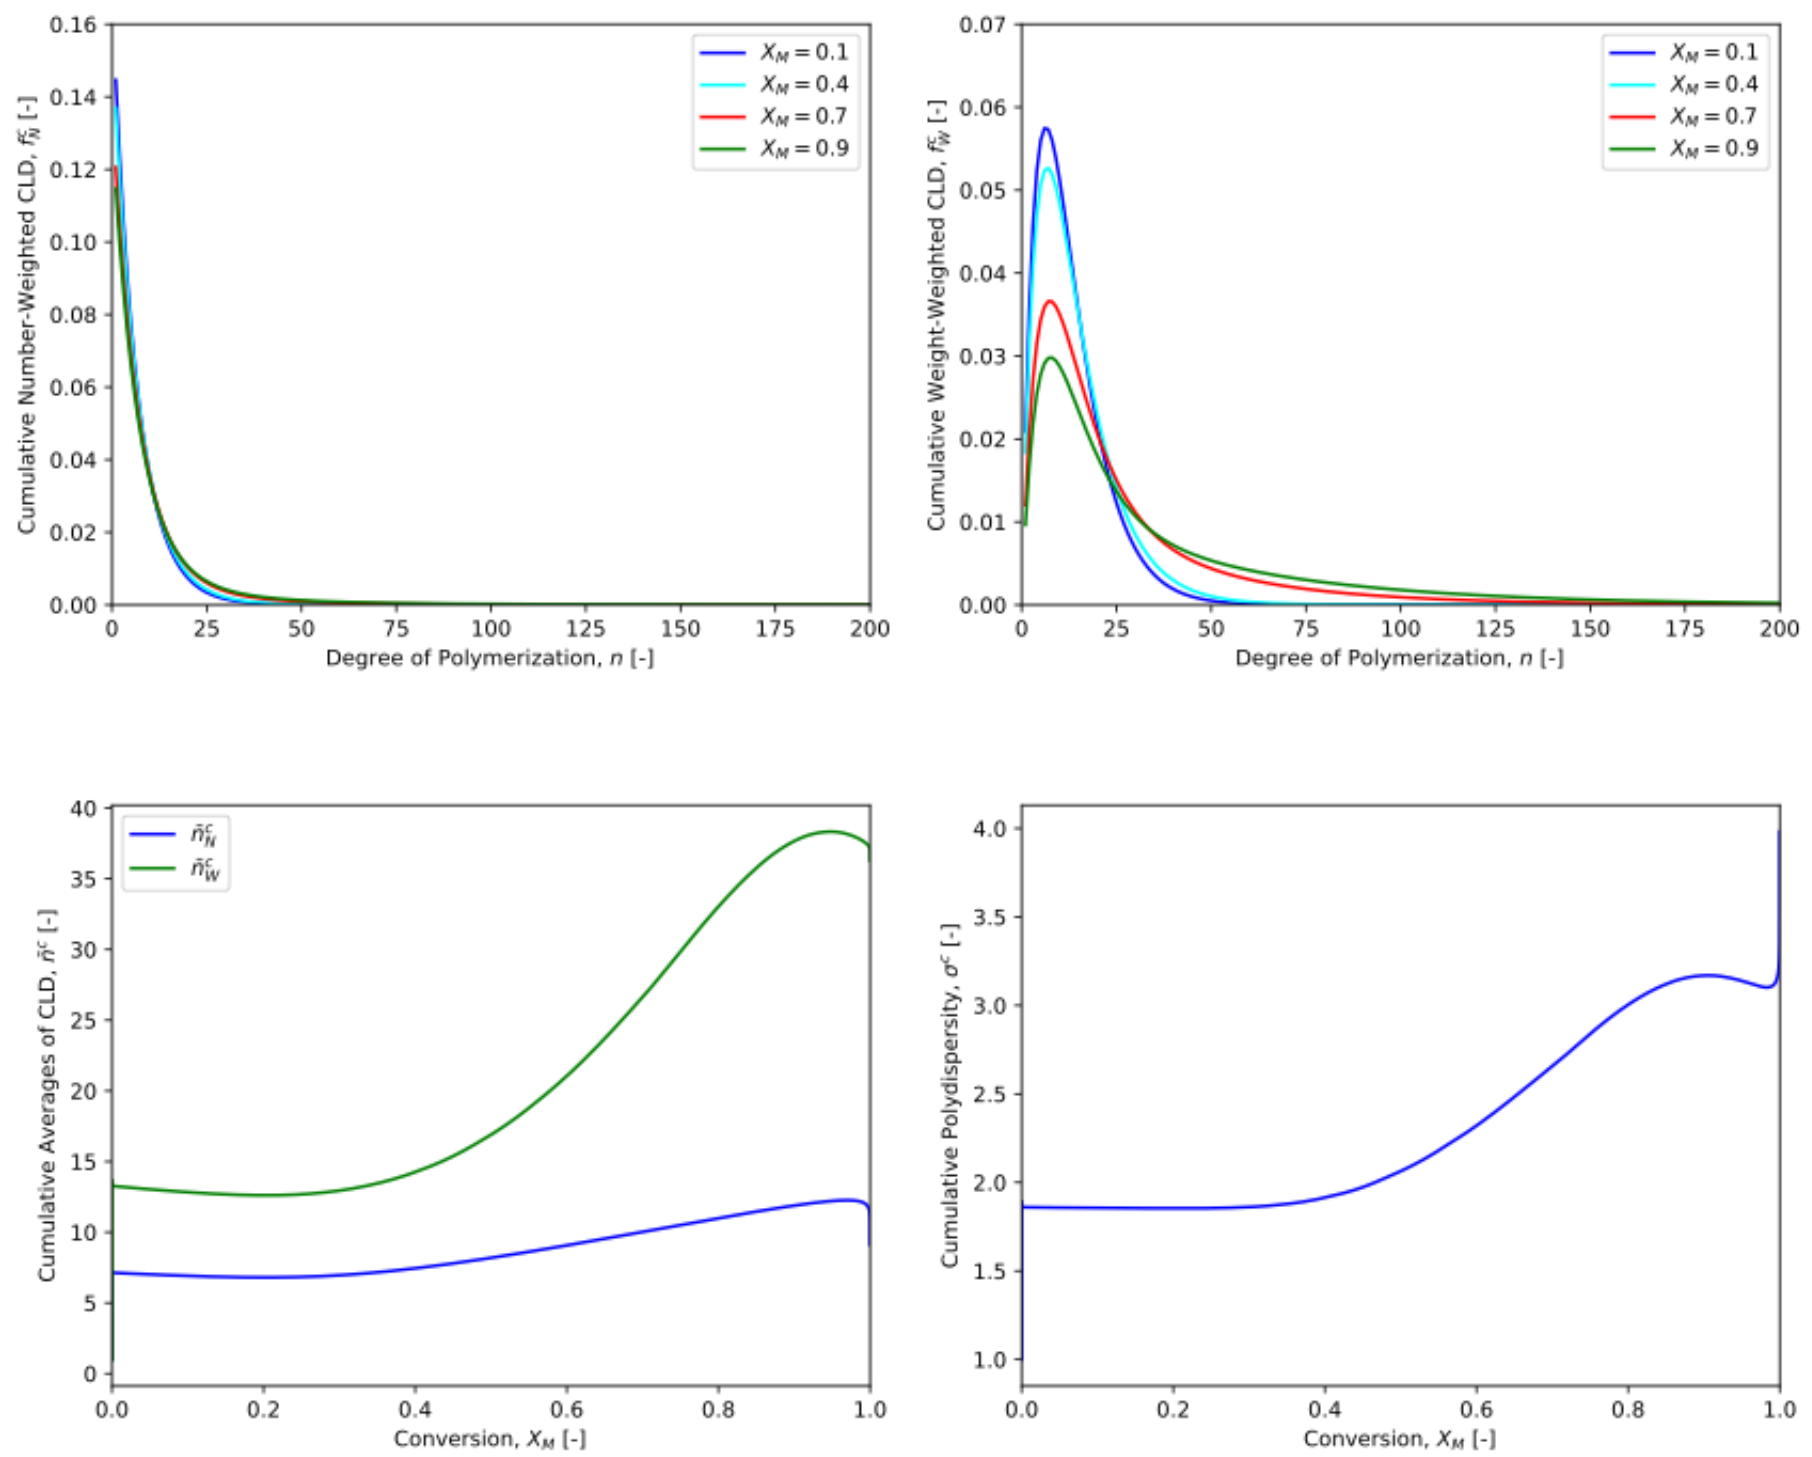 Cumulative Number-Weighted CLD, f_N^c [-]
0.16
0.14
0.12
0.10
0.08
0.06
0.04
0.02
0.00
X_M = 0.1
X_M = 0.4
X_M = 0.7
X_M = 0.9
0 25 50 75 100 125 150 175 200
Degree of Polymerization, n [-]
Cumulative Weight-Weighted CLD, f_W^c [-]
0.07
0.06
0.05
0.04
0.03
0.02
0.01
0.00
X_M = 0.1
X_M = 0.4
X_M = 0.7
X_M = 0.9
0 25 50 75 100 125 150 175 200
Degree of Polymerization, n [-]
Cumulative Averages of CLD, n̄^c [-]
40
35
30
25
20
15
10
5
0
n̄_N^c
n̄_W^c
0.0 0.2 0.4 0.6 0.8 1.0
Conversion, X_M [-]
Cumulative Polydispersity, σ^c [-]
4.0
3.5
3.0
2.5
2.0
1.5
1.0
0.0 0.2 0.4 0.6 0.8 1.0
Conversion, X_M [-]